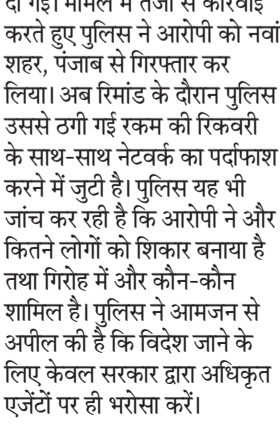 दी गई। मामले में तेजी से कार्रवाई
करते हुए पुलिस ने आरोपी को नवां
शहर, पंजाब से गिरफ्तार कर
लिया। अब रिमांड के दौरान पुलिस
उससे ठगी गई रकम की रिकवरी
के साथ-साथ नेटवर्क का पर्दाफाश
करने में जुटी है। पुलिस यह भी
जांच कर रही है कि आरोपी ने और
कितने लोगों को शिकार बनाया है
तथा गिरोह में और कौन-कौन
शामिल है। पुलिस ने आमजन से
अपील की है कि विदेश जाने के
लिए केवल सरकार द्वारा अधिकृत
एजेंटों पर ही भरोसा करें।